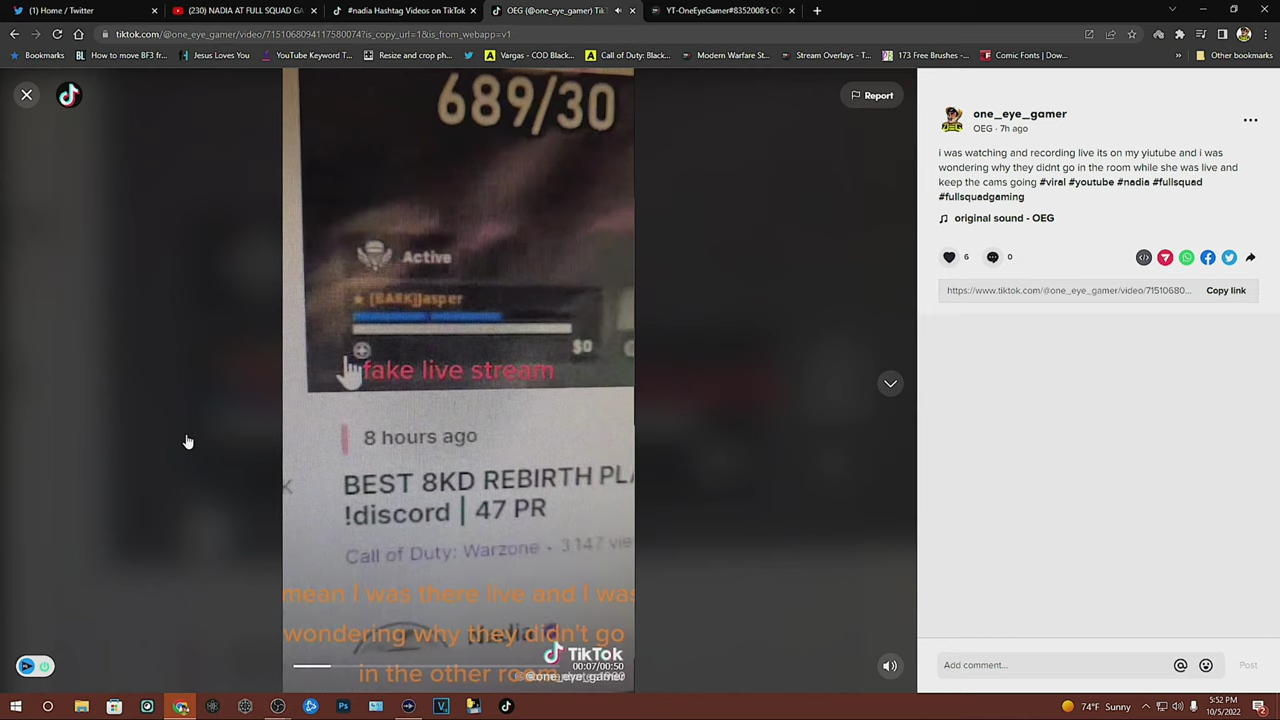 (1) Home / Twitter
(230) NADIA AT FULL SQUAD GA
#nadia Hashtag Videos on TikTok
OEG (@one_eye_gamer) Tik
YT-OneEyeGamer#8352008's CO
tiktok.com/@one_eye_gamer/video/7151068094117580074?is_copy_url=1&is_from_webapp=v1
Bookmarks
How to move BF3 fr...
Jesus Loves You
YouTube Keyword T...
Resize and crop ph...
Vargas - COD Black...
Call of Duty: Black...
Modern Warfare St...
Stream Overlays - T...
173 Free Brushes -...
Comic Fonts | Dow...
Other bookmarks
Report
689/30
Active
[BARK]Jasper
$0
fake live stream
8 hours ago
BEST 8KD REBIRTH PLA
!discord | 47 PR
Call of Duty: Warzone - 3,147 vie
mean I was there live and I was
wondering why they didn't go
in the other room
TikTok
00:07/00:50
@one_eye_gamer
one_eye_gamer
OEG · 7h ago
i was watching and recording live its on my yiutube and i was
wondering why they didnt go in the room while she was live and
keep the cams going #viral #youtube #nadia #fullsquad
#fullsquadgaming
original sound - OEG
6
0
https://www.tiktok.com/@one_eye_gamer/video/71510680...
Copy link
Add comment...
Post
74°F Sunny
5:52 PM
10/5/2022
2